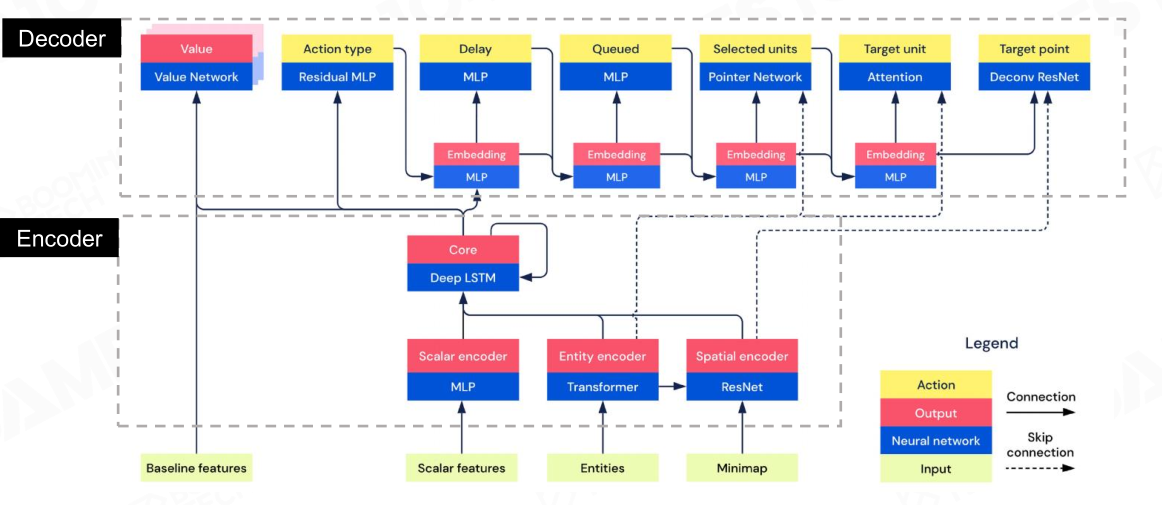 Decoder
Value
Value Network
Action type
Residual MLP
Delay
MLP
Queued
MLP
Selected units
Pointer Network
Target unit
Attention
Target point
Deconv ResNet
Embedding
MLP
Embedding
MLP
Embedding
MLP
Embedding
MLP
Encoder
Core
Deep LSTM
Scalar encoder
MLP
Entity encoder
Transformer
Spatial encoder
ResNet
Baseline features
Scalar features
Entities
Minimap
Legend
Action
Output
Neural network
Input
Connection
Skip
connection